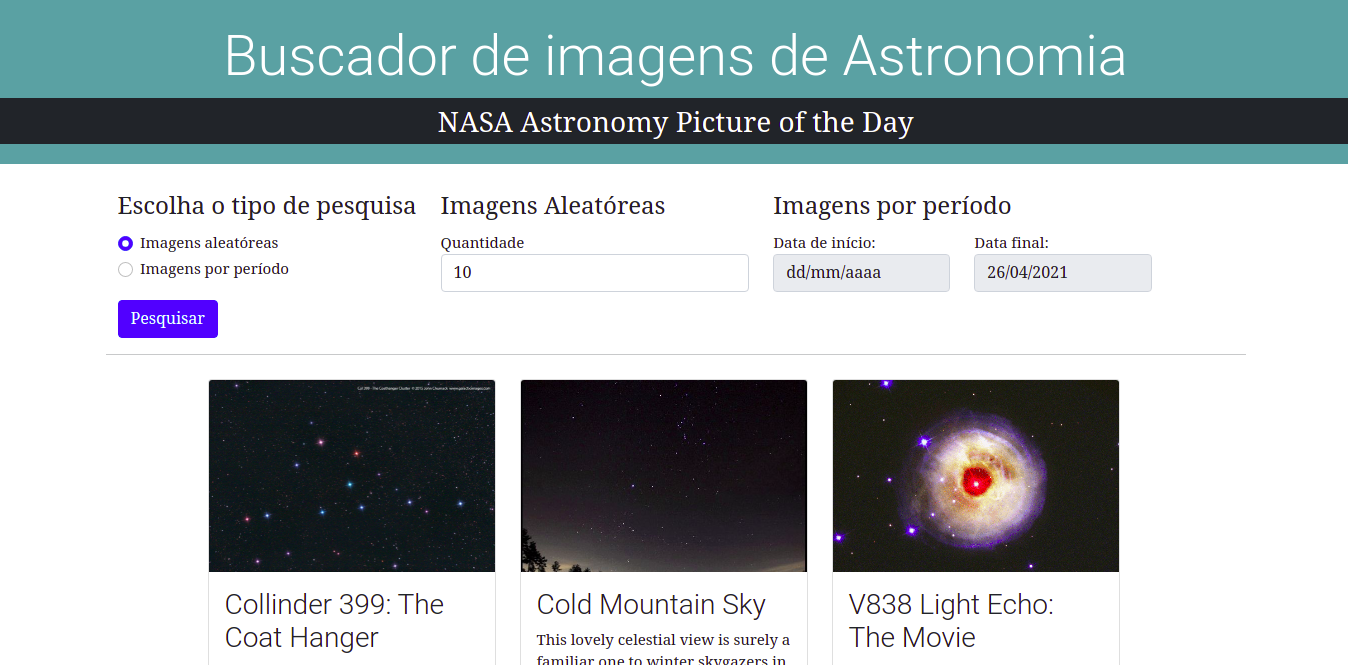 Buscador de imagens de Astronomia
NASA Astronomy Picture of the Day
Escolha o tipo de pesquisa
Imagens aleatóreas
Imagens por período
Pesquisar
Imagens Aleatóreas
Quantidade
10
Imagens por período
Data de início:
Data final:
dd/mm/aaaa
26/04/2021
Collinder 399: The
Coat Hanger
Cold Mountain Sky
This lovely celestial view is surely a
familiar one to winter skygazers in
V838 Light Echo:
The Movie